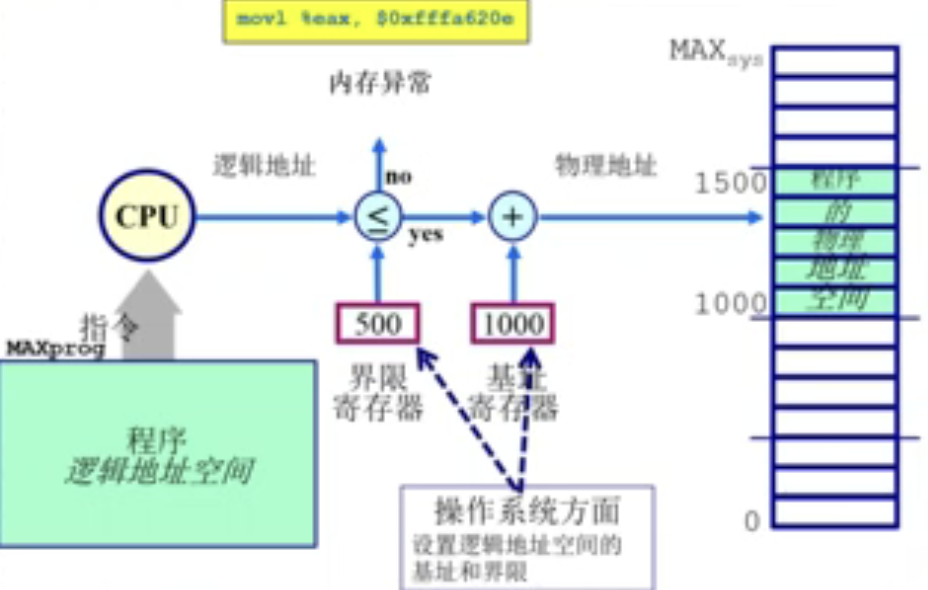 movl %eax, $0xfffa620e
MAXsys
内存异常
逻辑地址
物理地址
no
1500
程序
的
物理
地址
空间
CPU
≤
+
yes
1000
500
1000
指令
MAXprog
界限
寄存器
基址
寄存器
程序
逻辑地址空间
操作系统方面
设置逻辑地址空间的
基址和界限
0